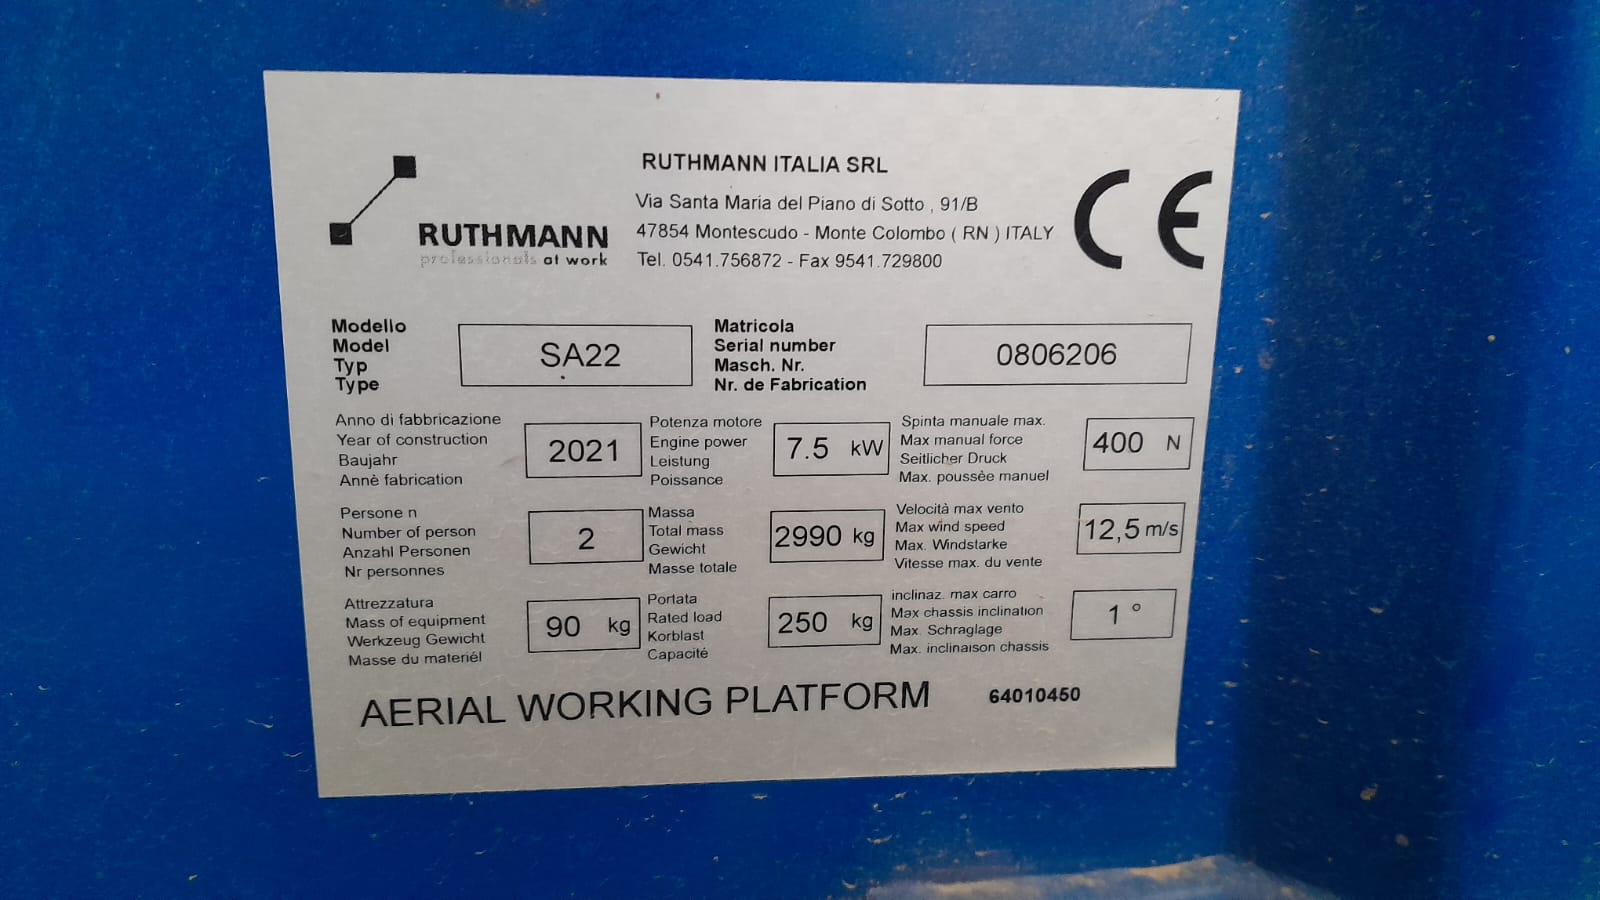 RUTHMANN
professionals at work
RUTHMANN ITALIA SRL
Via Santa Maria del Piano di Sotto , 91/B
47854 Montescudo - Monte Colombo ( RN ) ITALY
Tel. 0541.756872 - Fax 9541.729800
CE
Modello
Model
Typ
Type
SA22
Matricola
Serial number
Masch. Nr.
Nr. de Fabrication
0806206
Anno di fabbricazione
Year of construction
Baujahr
Annè fabrication
2021
Potenza motore
Engine power
Leistung
Poissance
7.5 kW
Spinta manuale max.
Max manual force
Seitlicher Druck
Max. poussèe manuel
400 N
Persone n
Number of person
Anzahl Personen
Nr personnes
2
Massa
Total mass
Gewicht
Masse totale
2990 kg
Velocità max vento
Max wind speed
Max. Windstarke
Vitesse max. du vente
12,5 m/s
Attrezzatura
Mass of equipment
Werkzeug Gewicht
Masse du materiél
90 kg
Portata
Rated load
Korblast
Capacité
250 kg
inclinaz. max carro
Max chassis inclination
Max. Schraglage
Max. inclinaison chassis
1 °
AERIAL WORKING PLATFORM
64010450